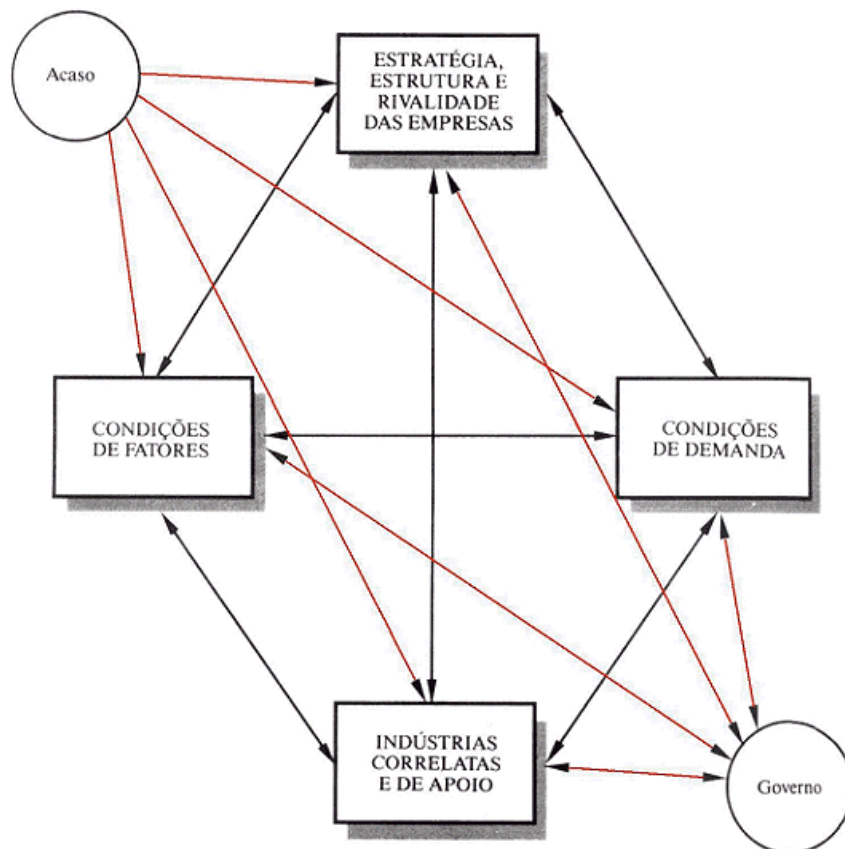 Acaso
ESTRATÉGIA,
ESTRUTURA E
RIVALIDADE
DAS EMPRESAS
CONDIÇÕES
DE FATORES
CONDIÇÕES
DE DEMANDA
INDÚSTRIAS
CORRELATAS
E DE APOIO
Governo